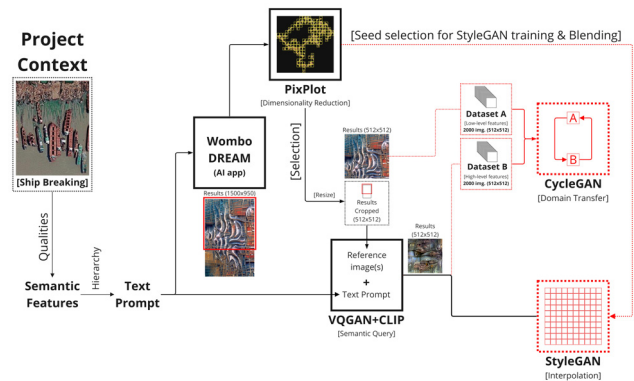 Project
Context
[Ship Breaking]
Qualities
Semantic
Features
Hierarchy
Text
Prompt
Wombo
DREAM
(AI app)
Results (1500x950)
PixPlot
[Dimensionality Reduction]
[Seed selection for StyleGAN training & Blending]
[Selection]
[Resize]
Results (512x512)
Results
Cropped
(512x512)
Reference
image(s)
+
Text Prompt
VQGAN+CLIP
[Semantic Query]
Results
(512x512)
Dataset A
[Low-level features]
2000 img. (512x512)
Dataset B
[High-level features]
2000 img. (512x512)
A
B
CycleGAN
[Domain Transfer]
StyleGAN
[Interpolation]